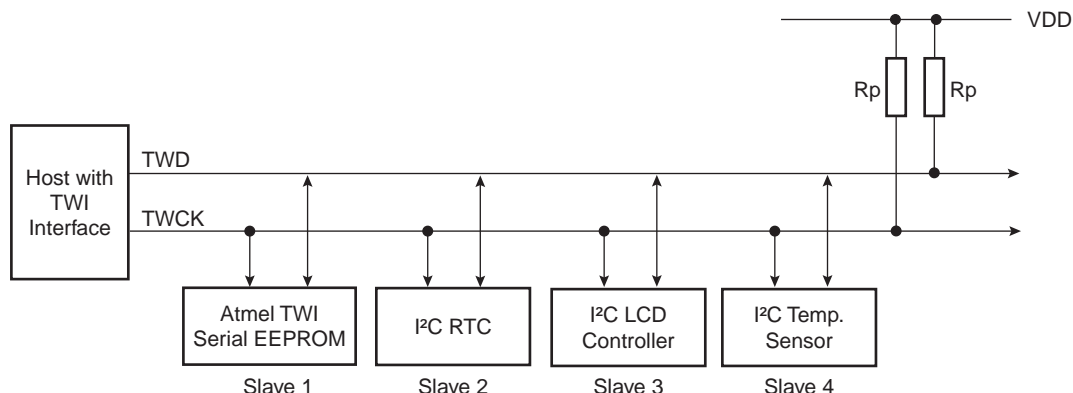 VDD
Rp
Rp
Host with
TWI
Interface
TWD
TWCK
Atmel TWI
Serial EEPROM
I²C RTC
I²C LCD
Controller
I²C Temp.
Sensor
Slave 1
Slave 2
Slave 3
Slave 4